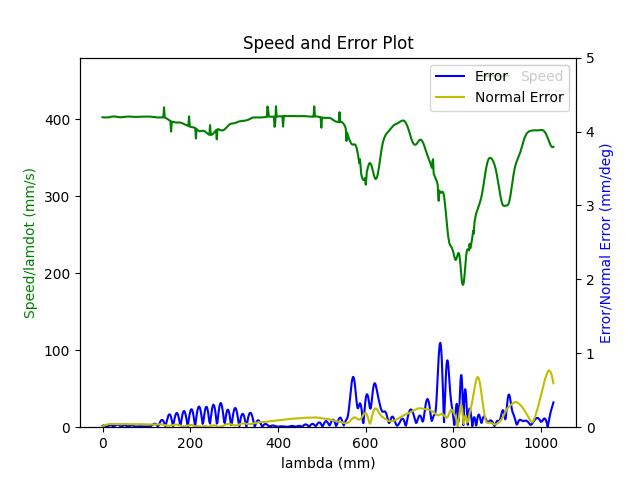 Speed and Error Plot
Error
Speed
Normal Error
Speed/lamdot (mm/s)
400
300
200
100
0
5
4
3
2
1
0
Error/Normal Error (mm/deg)
0
200
400
600
800
1000
lambda (mm)